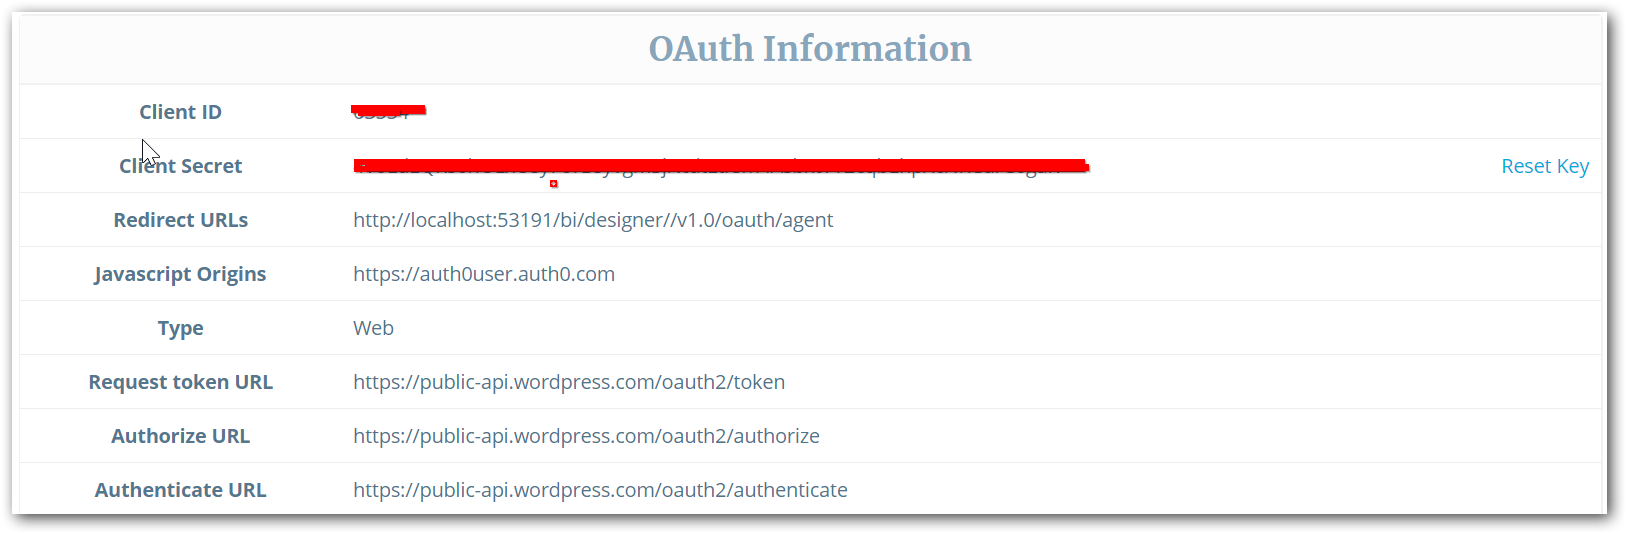 OAuth Information
Client ID
Client Secret
Reset Key
Redirect URLs http://localhost:53191/bi/designer//v1.0/oauth/agent
Javascript Origins https://auth0user.auth0.com
Type Web
Request token URL https://public-api.wordpress.com/oauth2/token
Authorize URL https://public-api.wordpress.com/oauth2/authorize
Authenticate URL https://public-api.wordpress.com/oauth2/authenticate